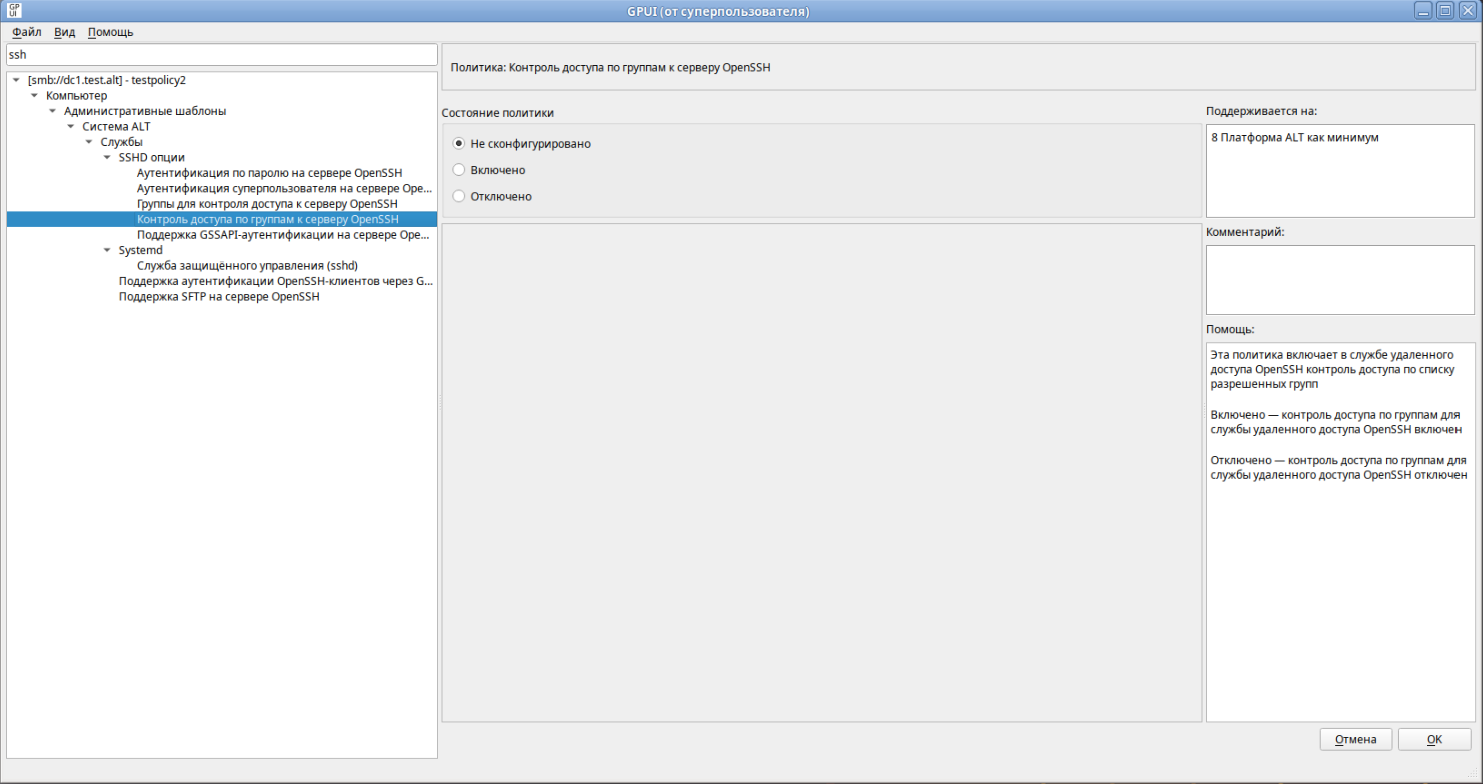 GPUI (от суперпользователя)
GP
UI
Файл Вид Помощь
ssh
[smb://dc1.test.alt] - testpolicy2
Компьютер
Административные шаблоны
Система ALT
Службы
SSHD опции
Аутентификация по паролю на сервере OpenSSH
Аутентификация суперпользователя на сервере Ope...
Группы для контроля доступа к серверу OpenSSH
Контроль доступа по группам к серверу OpenSSH
Поддержка GSSAPI-аутентификации на сервере Ope...
Systemd
Служба защищённого управления (sshd)
Поддержка аутентификации OpenSSH-клиентов через G...
Поддержка SFTP на сервере OpenSSH
Политика: Контроль доступа по группам к серверу OpenSSH
Состояние политики
Не сконфигурировано
Включено
Отключено
Поддерживается на:
8 Платформа ALT как минимум
Комментарий:
Помощь:
Эта политика включает в службе удаленного
доступа OpenSSH контроль доступа по списку
разрешенных групп
Включено — контроль доступа по группам для
службы удаленного доступа OpenSSH включен
Отключено — контроль доступа по группам для
службы удаленного доступа OpenSSH отключен
Отмена OK